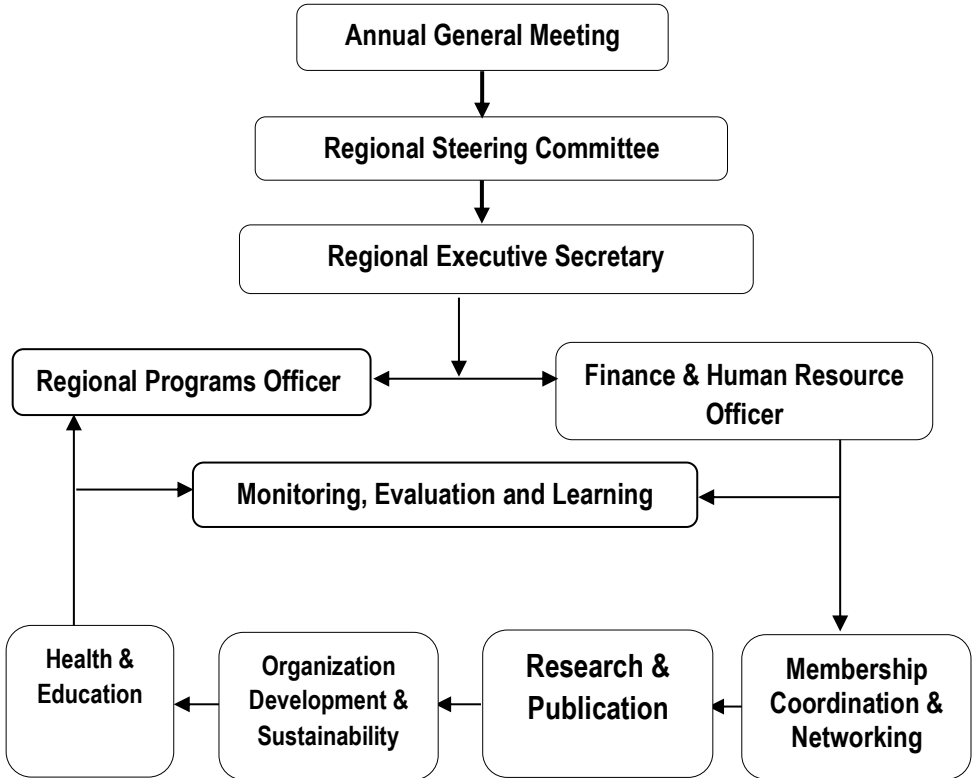 Annual General Meeting
Regional Steering Committee
Regional Executive Secretary
Regional Programs Officer
Finance & Human Resource
Officer
Monitoring, Evaluation and Learning
Health &
Education
Organization
Development &
Sustainability
Research &
Publication
Membership
Coordination &
Networking